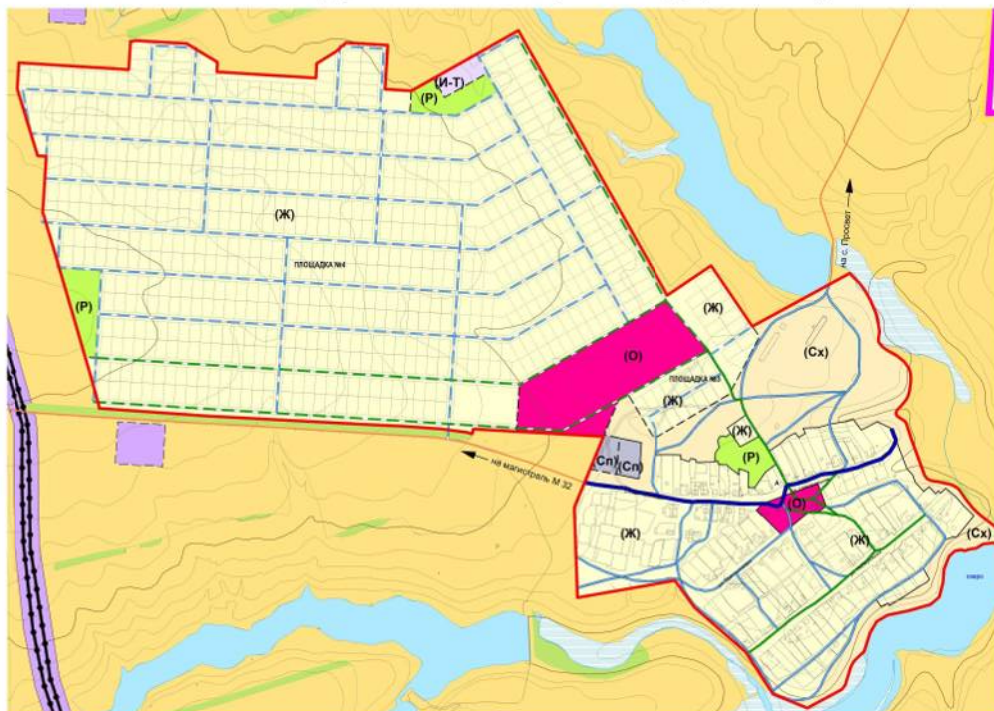 (И-Т)
(Р)
(Ж)
на с. Просвет
ПЛОЩАДКА №4
(Р)
(Ж)
(О)
(Сх)
ПЛОЩАДКА №3
(Ж)
(Ж)
(Р)
(Сп)
(Сп)
на магистраль М 32
(О)
(Ж)
(Ж)
(Сх)